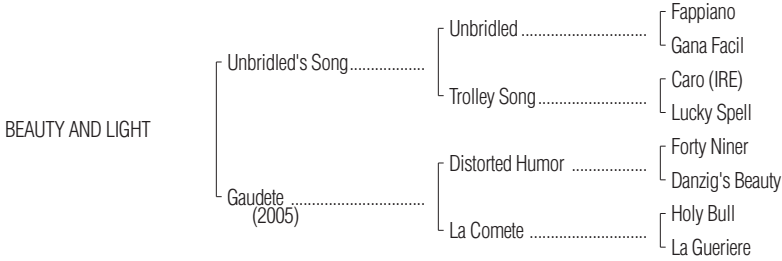 Fappiano
Unbridled ..............................
Gana Facil
Unbridled's Song..................
Caro (IRE)
Trolley Song..........................
Lucky Spell
BEAUTY AND LIGHT
Forty Niner
Distorted Humor ..................
Danzig's Beauty
Gaudete ................................
(2005)
Holy Bull
La Comete ............................
La Gueriere